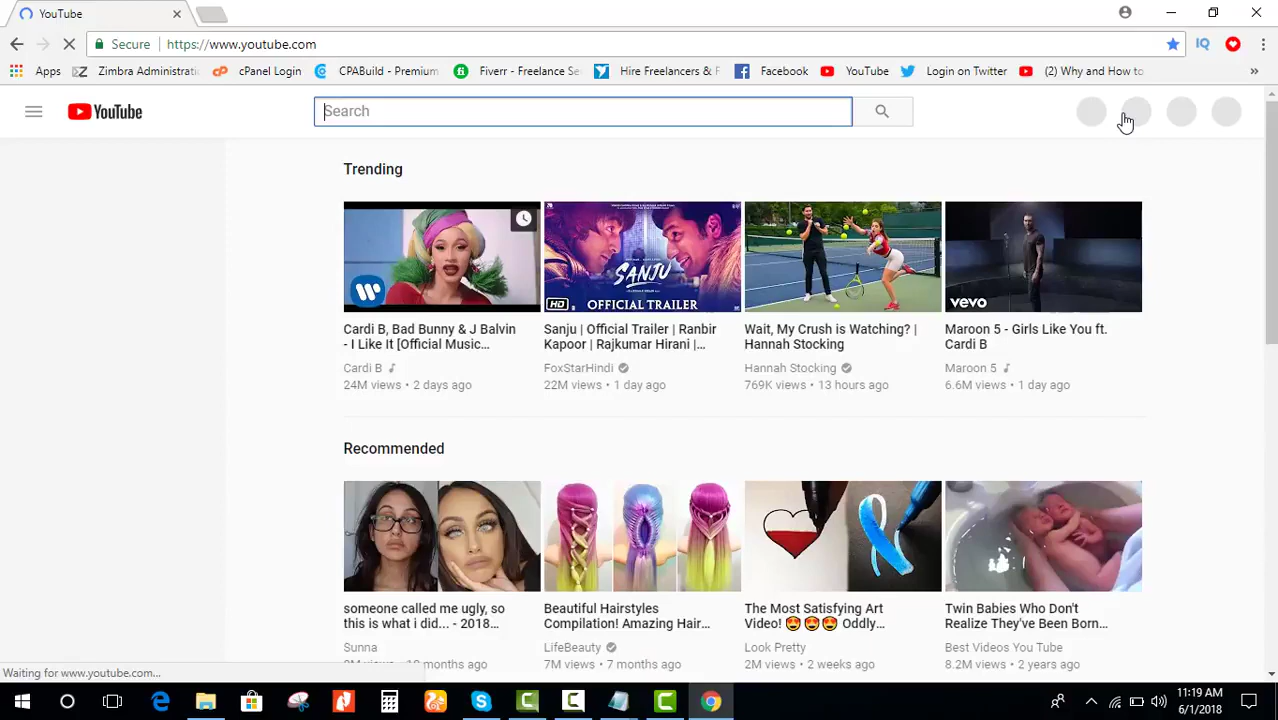 YouTube
Secure https://www.youtube.com
Apps Zimbra Administrati cPanel Login CPABuild - Premium Fiverr - Freelance Se Hire Freelancers & F Facebook YouTube Login on Twitter (2) Why and How to »
YouTube
Search
Trending
SANJU
HD OFFICIAL TRAILER
vevo
Cardi B, Bad Bunny & J Balvin
- I Like It [Official Music...
Cardi B
24M views • 2 days ago
Sanju | Official Trailer | Ranbir
Kapoor | Rajkumar Hirani |...
FoxStarHindi
22M views • 1 day ago
Wait, My Crush is Watching? |
Hannah Stocking
Hannah Stocking
769K views • 13 hours ago
Maroon 5 - Girls Like You ft.
Cardi B
Maroon 5
6.6M views • 1 day ago
Recommended
someone called me ugly, so
this is what i did... - 2018...
Sunna
Beautiful Hairstyles
Compilation! Amazing Hair...
LifeBeauty
7M views • 7 months ago
The Most Satisfying Art
Video! 😍😍😍 Oddly...
Look Pretty
2M views • 2 weeks ago
Twin Babies Who Don't
Realize They've Been Born...
Best Videos You Tube
8.2M views • 2 years ago
Waiting for www.youtube.com...
11:19 AM
6/1/2018